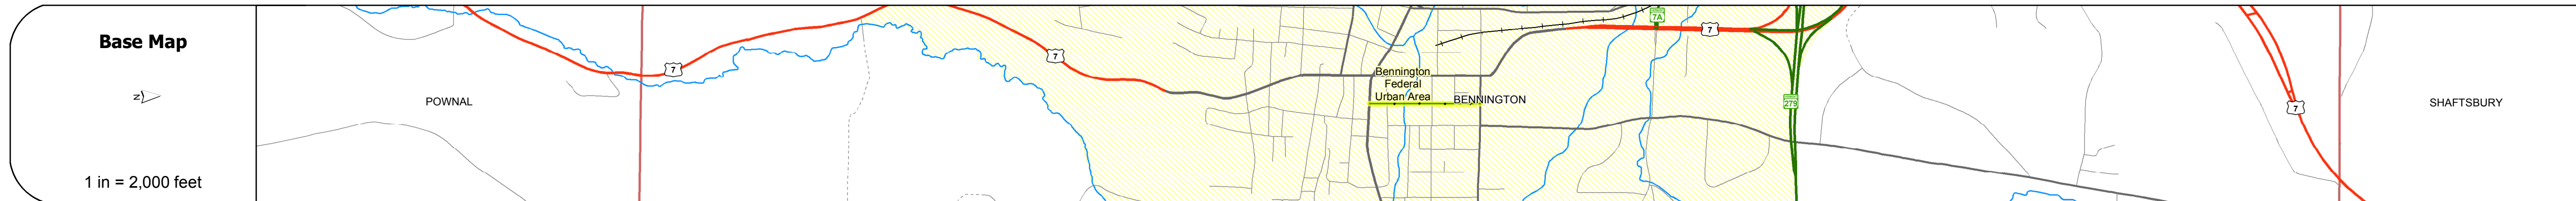 Base Map
N
1 in = 2,000 feet
POWNAL
7
7
Bennington
Federal
Urban Area
BENNINGTON
7A
7
279
7
SHAFTSBURY